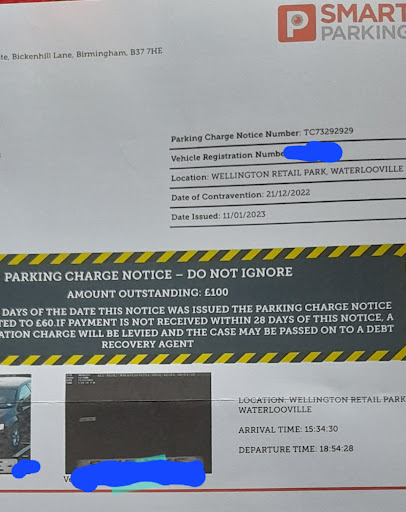 SMART
PARKING
te, Bickenhill Lane, Birmingham, B37 7HE
Parking Charge Notice Number: TC73292929
Vehicle Registration Numbe
Location: WELLINGTON RETAIL PARK, WATERLOOVILLE
Date of Contravention: 21/12/2022
Date Issued: 11/01/2023
PARKING CHARGE NOTICE – DO NOT IGNORE
AMOUNT OUTSTANDING: £100
DAYS OF THE DATE THIS NOTICE WAS ISSUED THE PARKING CHARGE NOTICE
TED TO £60.IF PAYMENT IS NOT RECEIVED WITHIN 28 DAYS OF THIS NOTICE, A
ATION CHARGE WILL BE LEVIED AND THE CASE MAY BE PASSED ON TO A DEBT
RECOVERY AGENT
LOCATION: WELLINGTON RETAIL PARK
WATERLOOVILLE
ARRIVAL TIME: 15:34:30
DEPARTURE TIME: 18:54:28